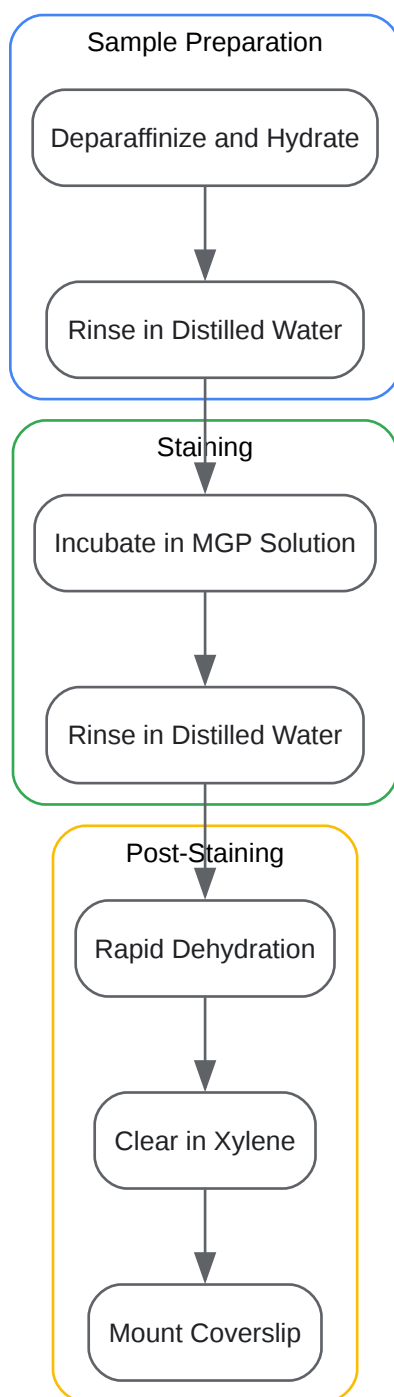 Sample Preparation
Deparaffinize and Hydrate
Rinse in Distilled Water
Staining
Incubate in MGP Solution
Rinse in Distilled Water
Post-Staining
Rapid Dehydration
Clear in Xylene
Mount Coverslip